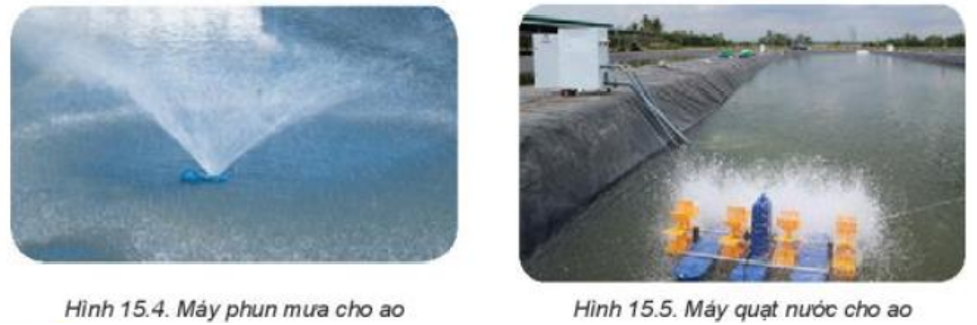 Hình 15.4. Máy phun mưa cho ao
Hình 15.5. Máy quạt nước cho ao